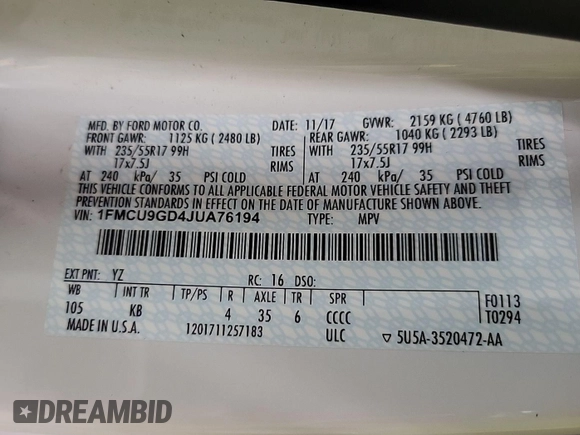 MFD. BY FORD MOTOR CO. DATE: 11/17 GVWR: 2159 KG ( 4760 LB)
FRONT GAWR: 1125 KG ( 2480 LB) REAR GAWR: 1040 KG ( 2293 LB)
WITH 235/55R17 99H TIRES WITH 235/55R17 99H TIRES
17x7.5J RIMS 17x7.5J RIMS
AT 240 kPa/ 35 PSI COLD AT 240 kPa/ 35 PSI COLD
THIS VEHICLE CONFORMS TO ALL APPLICABLE FEDERAL MOTOR VEHICLE SAFETY AND THEFT
PREVENTION STANDARDS IN EFFECT ON THE DATE OF MANUFACTURE SHOWN ABOVE.
VIN: 1FMCU9GD4JUA76194 TYPE: MPV
EXT PNT: YZ RC: 16 DSO:
WB INT TR TP/PS R AXLE TR SPR F0113
105 KB 4 35 6 CCCC T0294
MADE IN U.S.A. 1201711257183 ULC ▽ 5U5A-3520472-AA
DREAMBID